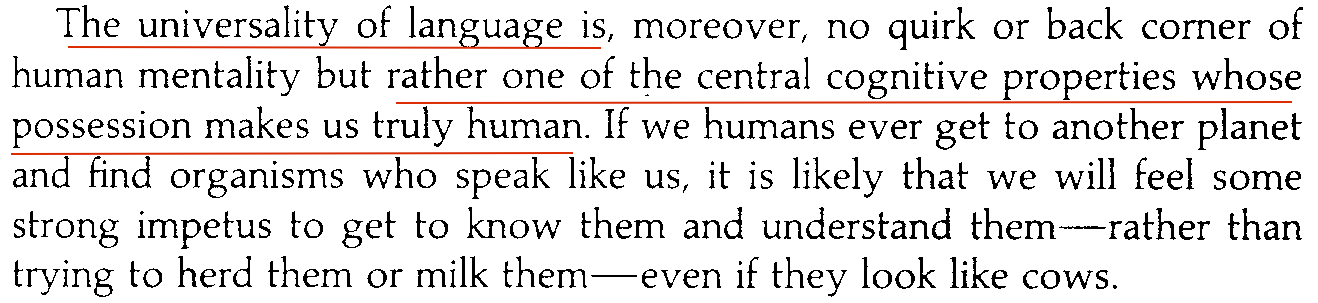 The universality of language is, moreover, no quirk or back corner of
human mentality but rather one of the central cognitive properties whose
possession makes us truly human. If we humans ever get to another planet
and find organisms who speak like us, it is likely that we will feel some
strong impetus to get to know them and understand them—rather than
trying to herd them or milk them—even if they look like cows.